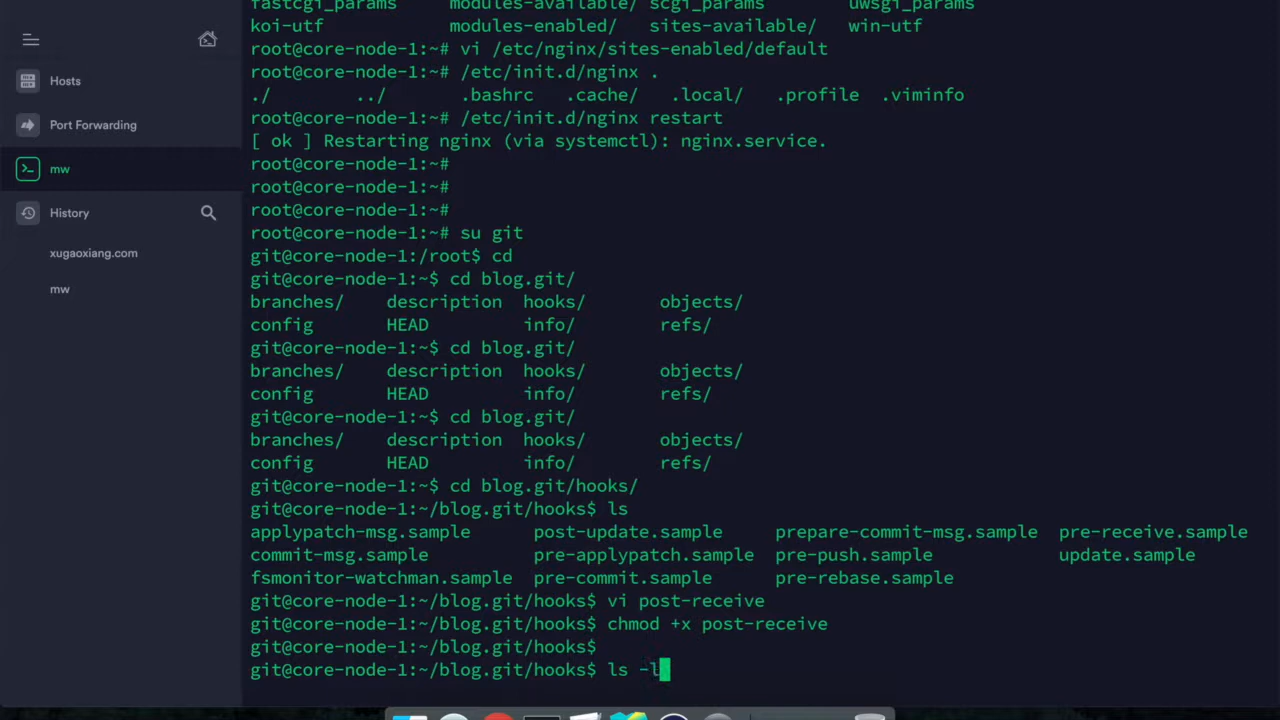 fastcgi_params modules-available/ scgi_params uwsgi_params
koi-utf modules-enabled/ sites-available/ win-utf
root@core-node-1:~# vi /etc/nginx/sites-enabled/default
root@core-node-1:~# /etc/init.d/nginx .
./ ../ .bashrc .cache/ .local/ .profile .viminfo
root@core-node-1:~# /etc/init.d/nginx restart
[ ok ] Restarting nginx (via systemctl): nginx.service.
root@core-node-1:~#
root@core-node-1:~#
root@core-node-1:~#
root@core-node-1:~# su git
git@core-node-1:/root$ cd
git@core-node-1:~$ cd blog.git/
branches/ description hooks/ objects/
config HEAD info/ refs/
git@core-node-1:~$ cd blog.git/
branches/ description hooks/ objects/
config HEAD info/ refs/
git@core-node-1:~$ cd blog.git/
branches/ description hooks/ objects/
config HEAD info/ refs/
git@core-node-1:~$ cd blog.git/hooks/
git@core-node-1:~/blog.git/hooks$ ls
applypatch-msg.sample post-update.sample prepare-commit-msg.sample pre-receive.sample
commit-msg.sample pre-applypatch.sample pre-push.sample update.sample
fsmonitor-watchman.sample pre-commit.sample pre-rebase.sample
git@core-node-1:~/blog.git/hooks$ vi post-receive
git@core-node-1:~/blog.git/hooks$ chmod +x post-receive
git@core-node-1:~/blog.git/hooks$
git@core-node-1:~/blog.git/hooks$ ls -l
Hosts
Port Forwarding
mw
History
xugaoxiang.com
mw